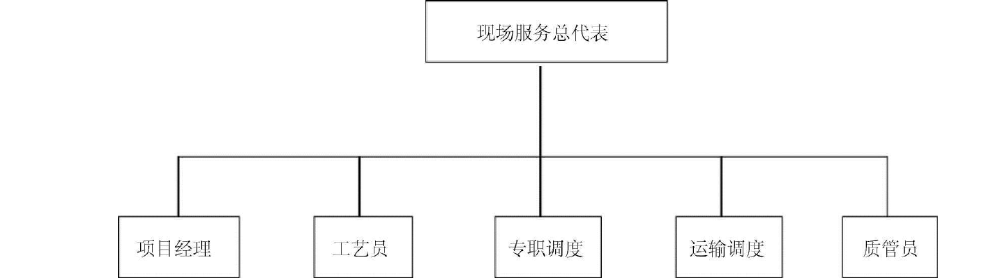 现场服务总代表
项目经理
工艺员
专职调度
运输调度
质管员